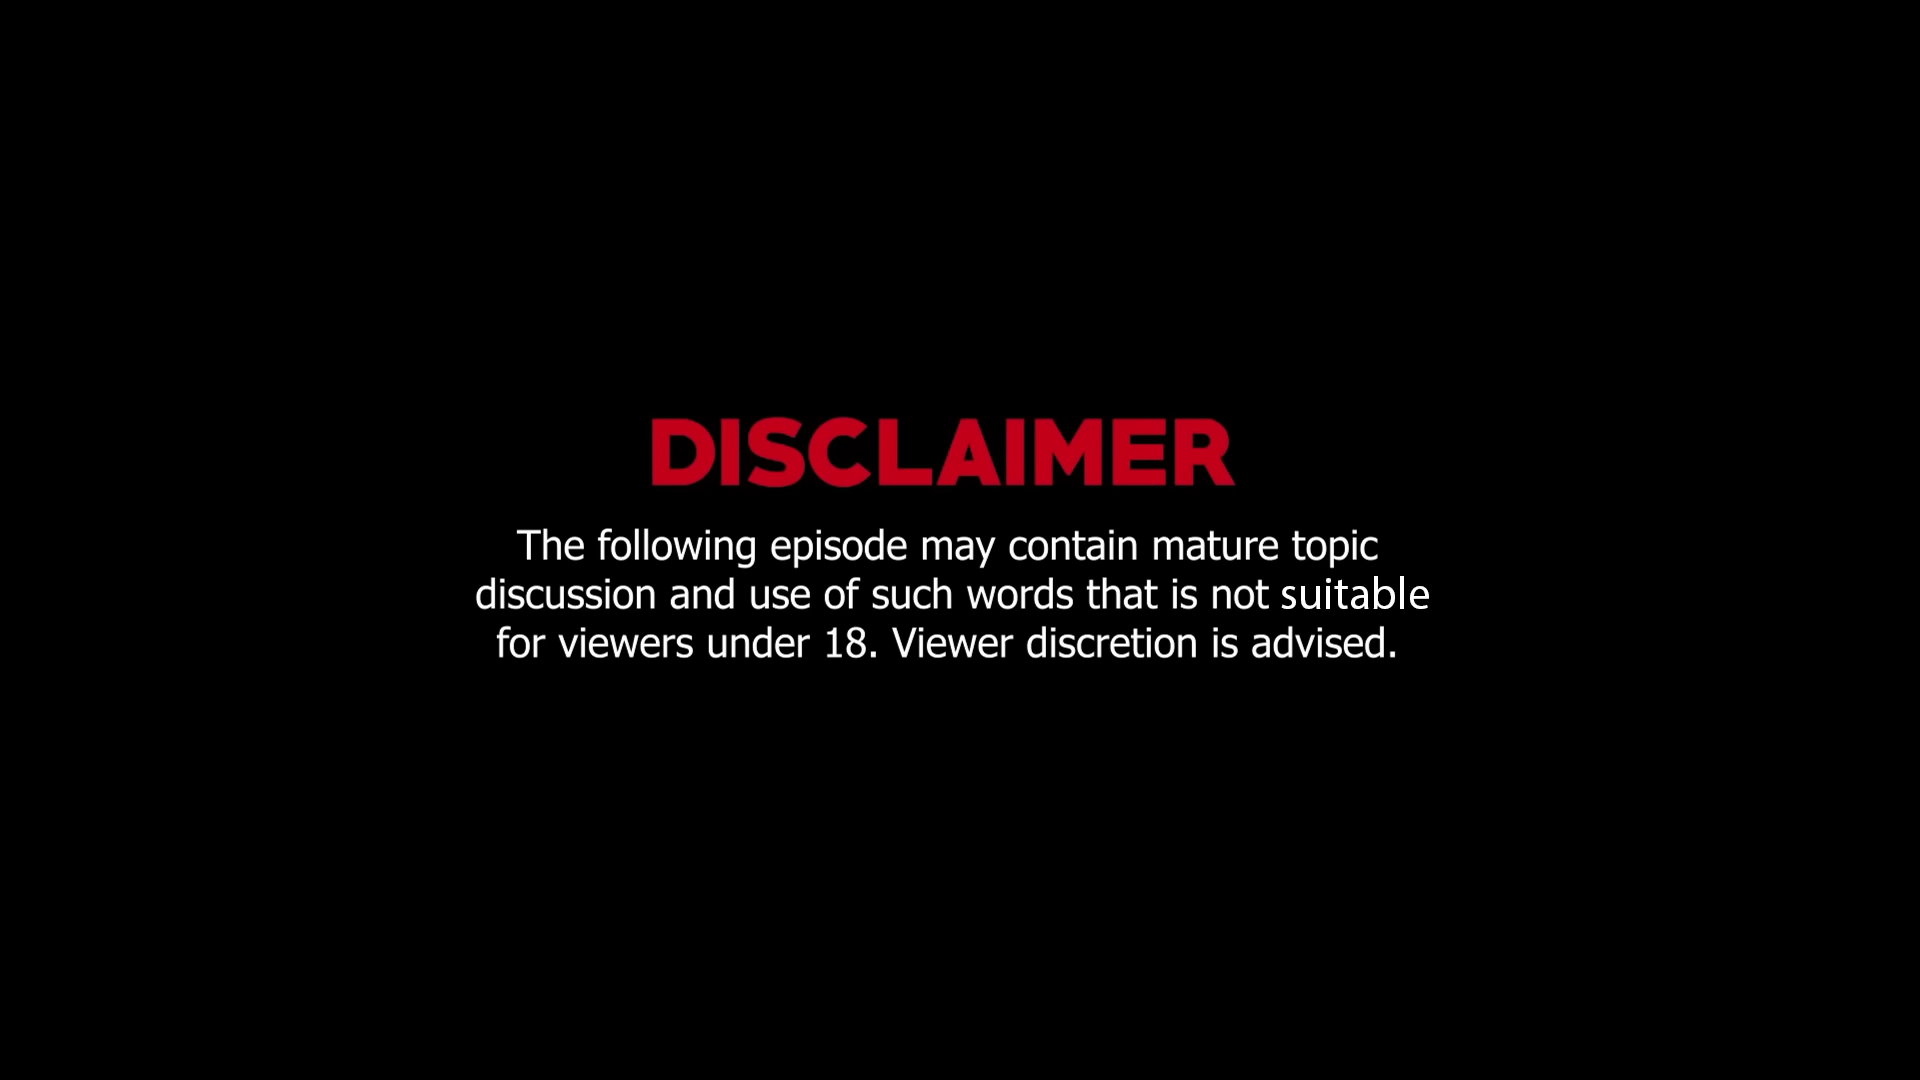 DISCLAIMER
The following episode may contain mature topic
discussion and use of such words that is not suitable
for viewers under 18. Viewer discretion is advised.